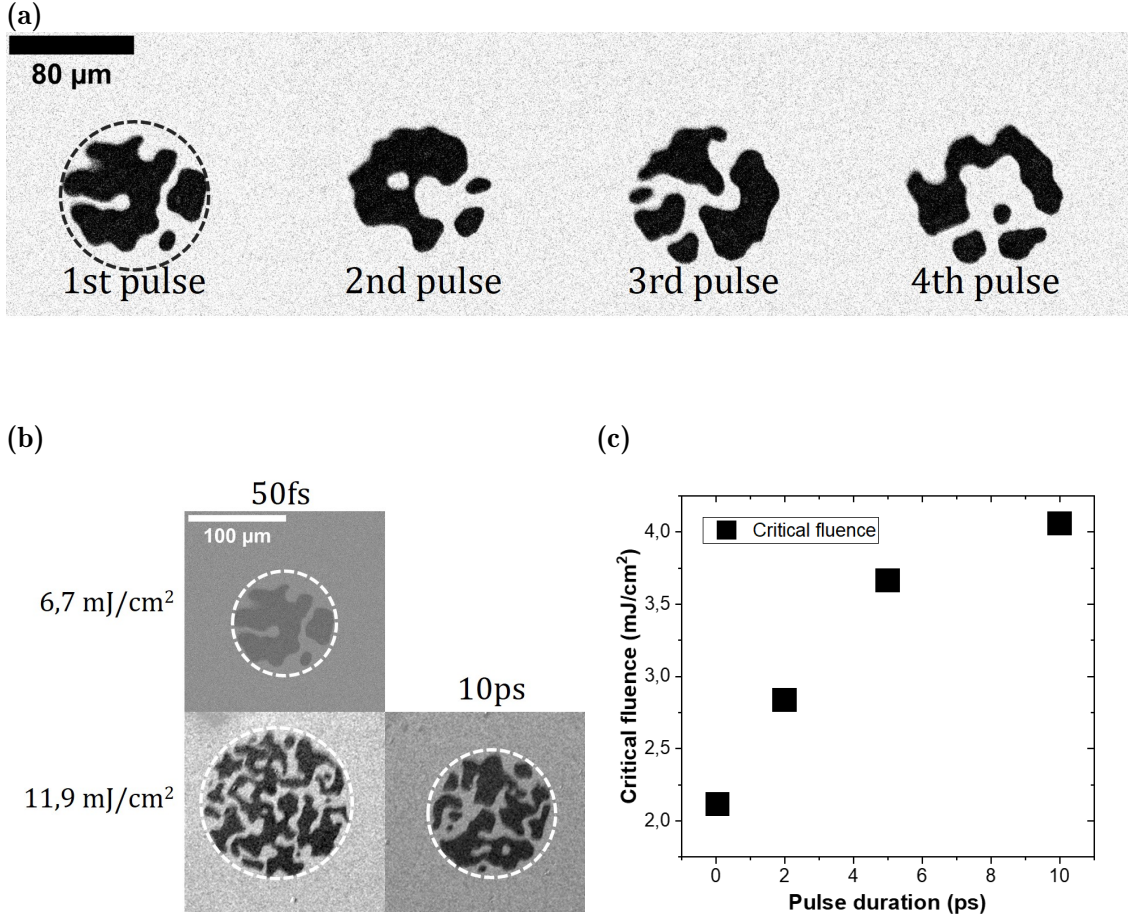 (a)
80 µm
1st pulse
2nd pulse
3rd pulse
4th pulse
(b)
50fs
100 µm
6,7 mJ/cm²
10ps
11,9 mJ/cm²
(c)
Critical fluence
Critical fluence (mJ/cm²)
4,0
3,5
3,0
2,5
2,0
0 2 4 6 8 10
Pulse duration (ps)